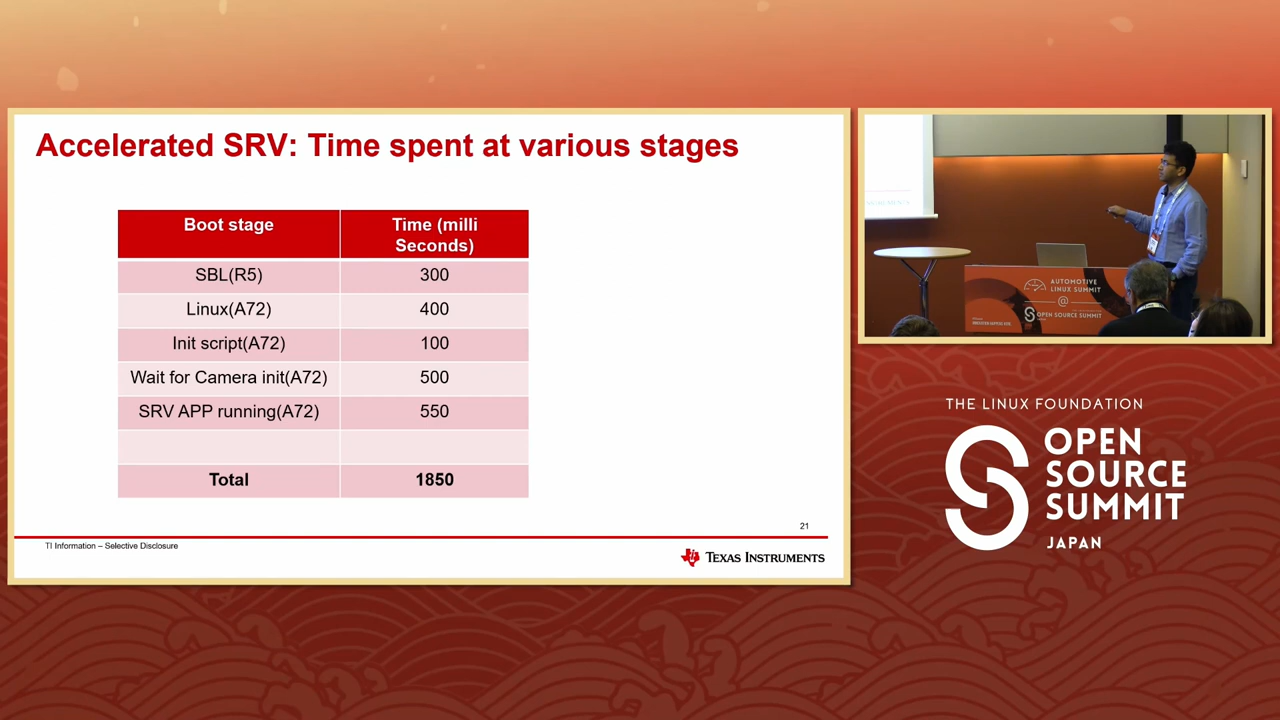 Accelerated SRV: Time spent at various stages
Boot stage
Time (milli
Seconds)
SBL(R5)
300
Linux(A72)
400
Init script(A72)
100
Wait for Camera init(A72)
500
SRV APP running(A72)
550
Total
1850
21
TI Information – Selective Disclosure
TEXAS INSTRUMENTS
AUTOMOTIVE
LINUX SUMMIT
@
OPEN SOURCE SUMMIT
THE LINUX FOUNDATION
OPEN
SOURCE
SUMMIT
JAPAN